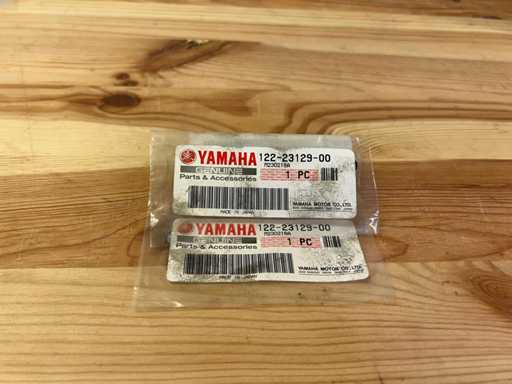 YAMAHA 122-23129-00
GENUINE
Parts & Accessories
1 PC
MADE IN JAPAN
YAMAHA MOTOR CO.,LTD.
YAMAHA 122-23129-00
GENUINE
Parts & Accessories
1 PC
MADE IN JAPAN
YAMAHA MOTOR CO.,LTD.